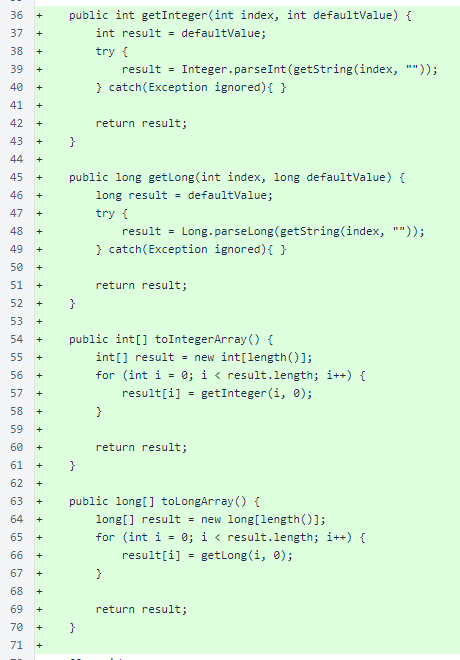 36 + public int getInteger(int index, int defaultValue) {
37 + int result = defaultValue;
38 + try {
39 + result = Integer.parseInt(getString(index, ""));
40 + } catch(Exception ignored){ }
41 +
42 + return result;
43 + }
44 +
45 + public long getLong(int index, long defaultValue) {
46 + long result = defaultValue;
47 + try {
48 + result = Long.parseLong(getString(index, ""));
49 + } catch(Exception ignored){ }
50 +
51 + return result;
52 + }
53 +
54 + public int[] toIntegerArray() {
55 + int[] result = new int[length()];
56 + for (int i = 0; i < result.length; i++) {
57 + result[i] = getInteger(i, 0);
58 + }
59 +
60 + return result;
61 + }
62 +
63 + public long[] toLongArray() {
64 + long[] result = new long[length()];
65 + for (int i = 0; i < result.length; i++) {
66 + result[i] = getLong(i, 0);
67 + }
68 +
69 + return result;
70 + }
71 +